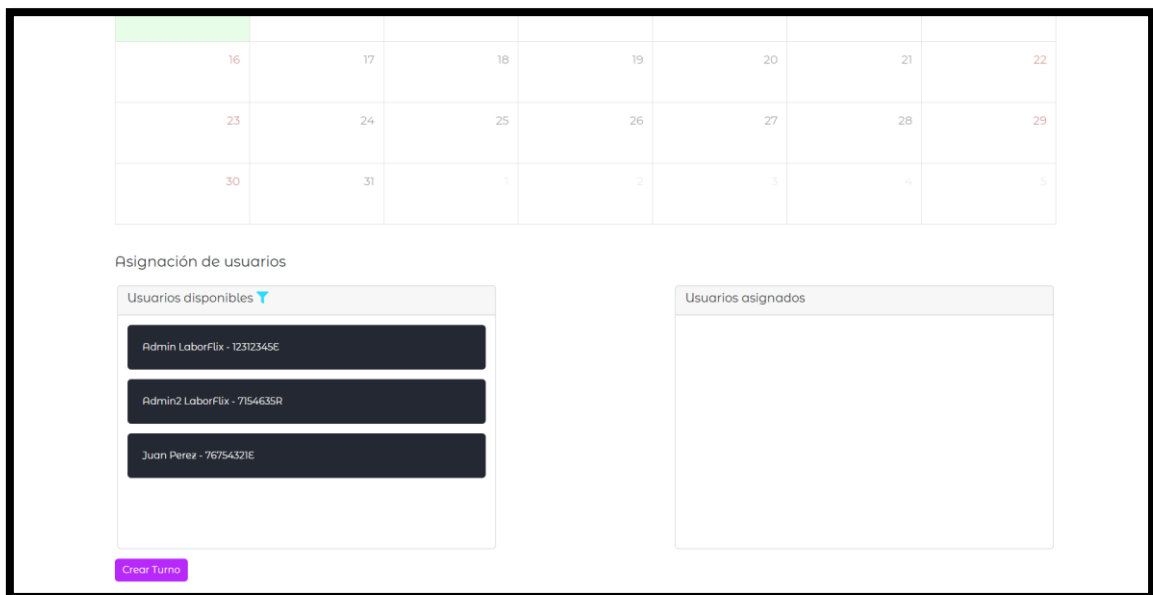 16 17 18 19 20 21 22
23 24 25 26 27 28 29
30 31 1 2 3 4 5
Asignación de usuarios
Usuarios disponibles
Usuarios asignados
Admin LaborFlix - 12312345E
Admin2 LaborFlix - 7154635R
Juan Perez - 76754321E
Crear Turno